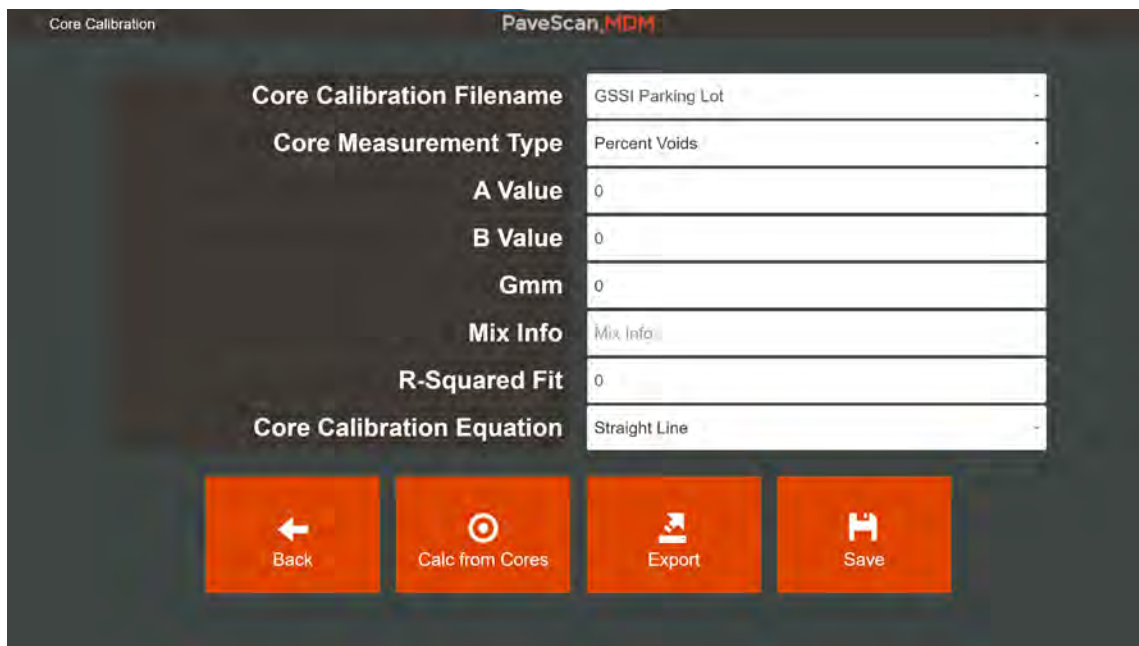 Core Calibration
PaveScan MDM
Core Calibration Filename GSSI Parking Lot
Core Measurement Type Percent Voids
A Value 0
B Value 0
Gmm 0
Mix Info Mix Info
R-Squared Fit 0
Core Calibration Equation Straight Line
Back Calc from Cores Export Save